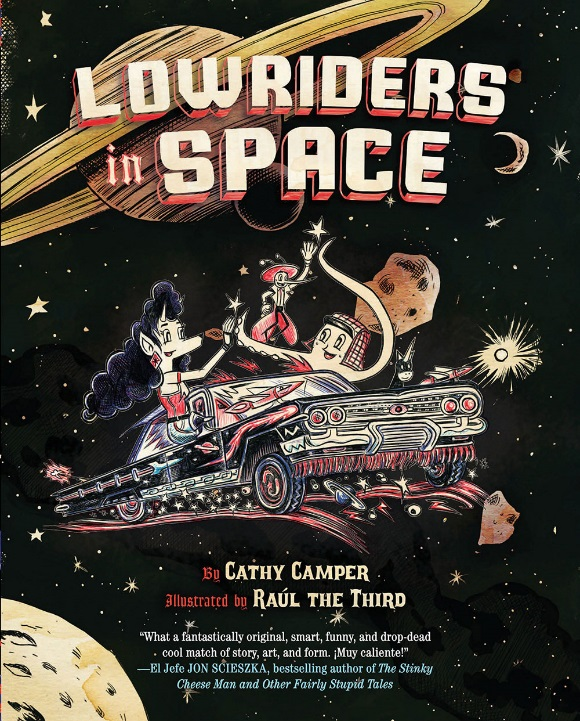 LOWRIDERS
in SPACE
By CATHY CAMPER
Illustrated by RAÚL THE THIRD
“What a fantastically original, smart, funny, and drop-dead
cool match of story, art, and form. ¡Muy caliente!”
—El Jefe JON SCIESZKA, bestselling author of The Stinky
Cheese Man and Other Fairly Stupid Tales